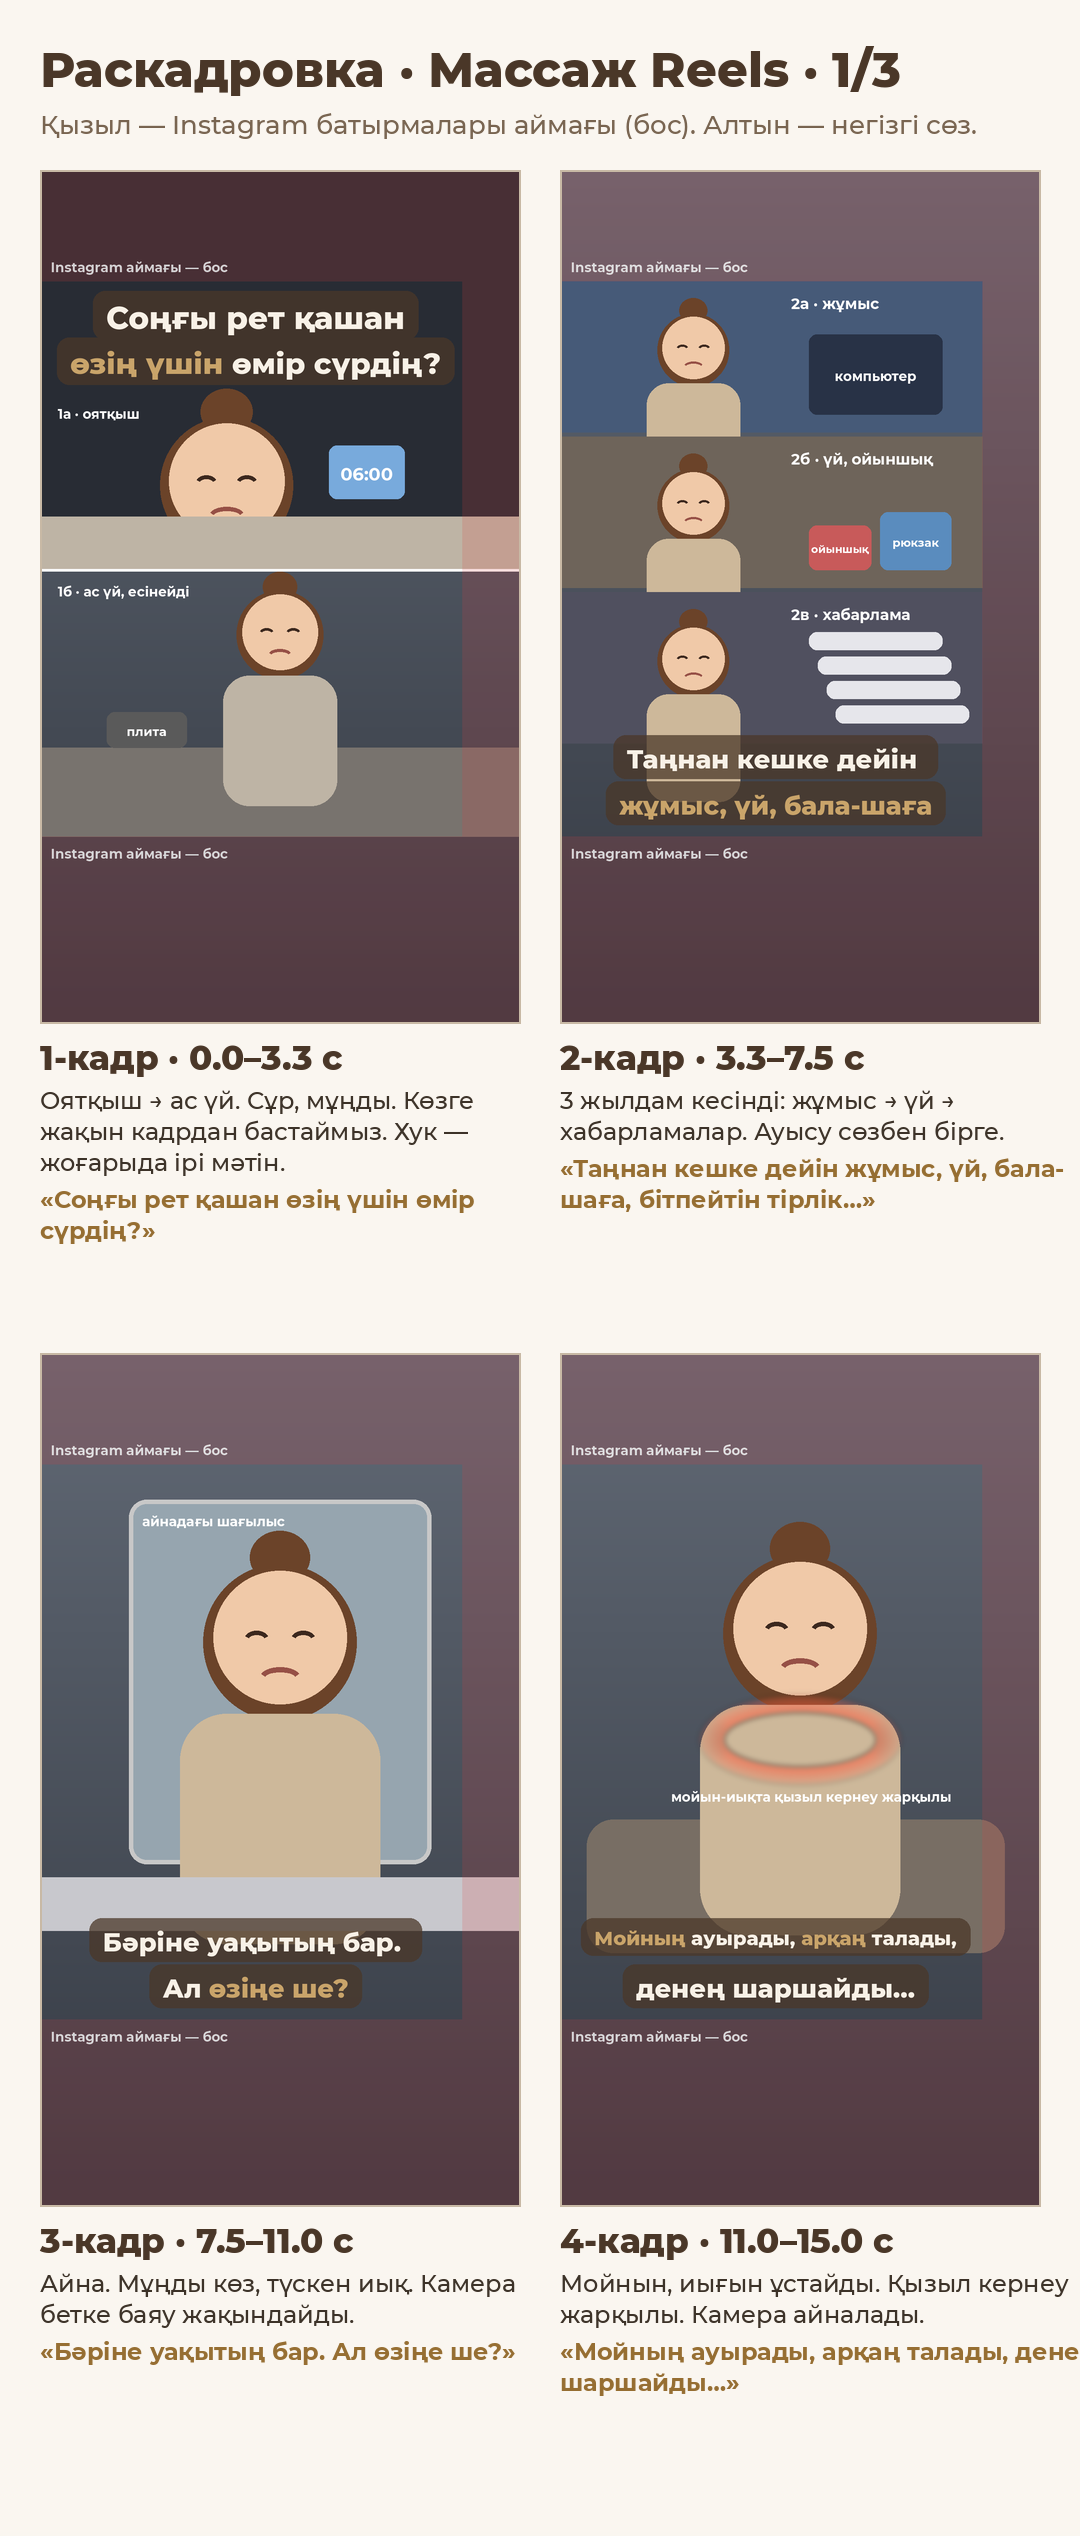 Раскадровка · Массаж Reels · 1/3
Қызыл — Instagram батырмалары аймағы (бос). Алтын — негізгі сөз.
Instagram аймағы — бос
Соңғы рет қашан
өзің үшін өмір сүрдің?
1а · оятқыш
06:00
1б · ас үй, есінейді
плита
Instagram аймағы — бос
Instagram аймағы — бос
2а · жұмыс
компьютер
2б · үй, ойыншық
ойыншық
рюкзак
2в · хабарлама
Таңнан кешке дейін
жұмыс, үй, бала-шаға
Instagram аймағы — бос
1-кадр · 0.0–3.3 с
Оятқыш → ас үй. Сұр, мұңды. Көзге
жақын кадрдан бастаймыз. Хук —
жоғарыда ірі мәтін.
«Соңғы рет қашан өзің үшін өмір
сүрдің?»
2-кадр · 3.3–7.5 с
3 жылдам кесінді: жұмыс → үй →
хабарламалар. Ауысу сөзбен бірге.
«Таңнан кешке дейін жұмыс, үй, бала-
шаға, бітпейтін тірлік...»
Instagram аймағы — бос
айнадағы шағылыс
Бәріне уақытың бар.
Ал өзіңе ше?
Instagram аймағы — бос
Instagram аймағы — бос
мойын-иықта қызыл кернеу жарқылы
Мойның ауырады, арқаң талады,
денең шаршайды...
Instagram аймағы — бос
3-кадр · 7.5–11.0 с
Айна. Мұңды көз, түскен иық. Камера
бетке баяу жақындайды.
«Бәріне уақытың бар. Ал өзіңе ше?»
4-кадр · 11.0–15.0 с
Мойнын, иығын ұстайды. Қызыл кернеу
жарқылы. Камера айналады.
«Мойның ауырады, арқаң талады, дене
шаршайды...»